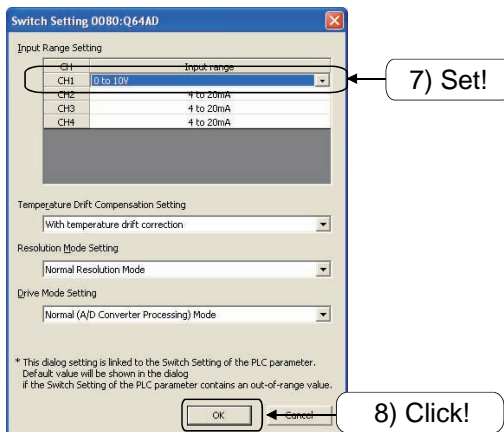 Switch Setting 0080:Q64AD
Input Range Setting
CH Input range
CH1 0 to 10V
7) Set!
CH2 4 to 20mA
CH3 4 to 20mA
CH4 4 to 20mA
Temperature Drift Compensation Setting
With temperature drift correction
Resolution Mode Setting
Normal Resolution Mode
Drive Mode Setting
Normal (A/D Converter Processing) Mode
* This dialog setting is linked to the Switch Setting of the PLC parameter.
Default value will be shown in the dialog
if the Switch Setting of the PLC parameter contains an out-of-range value.
OK Cancel
8) Click!